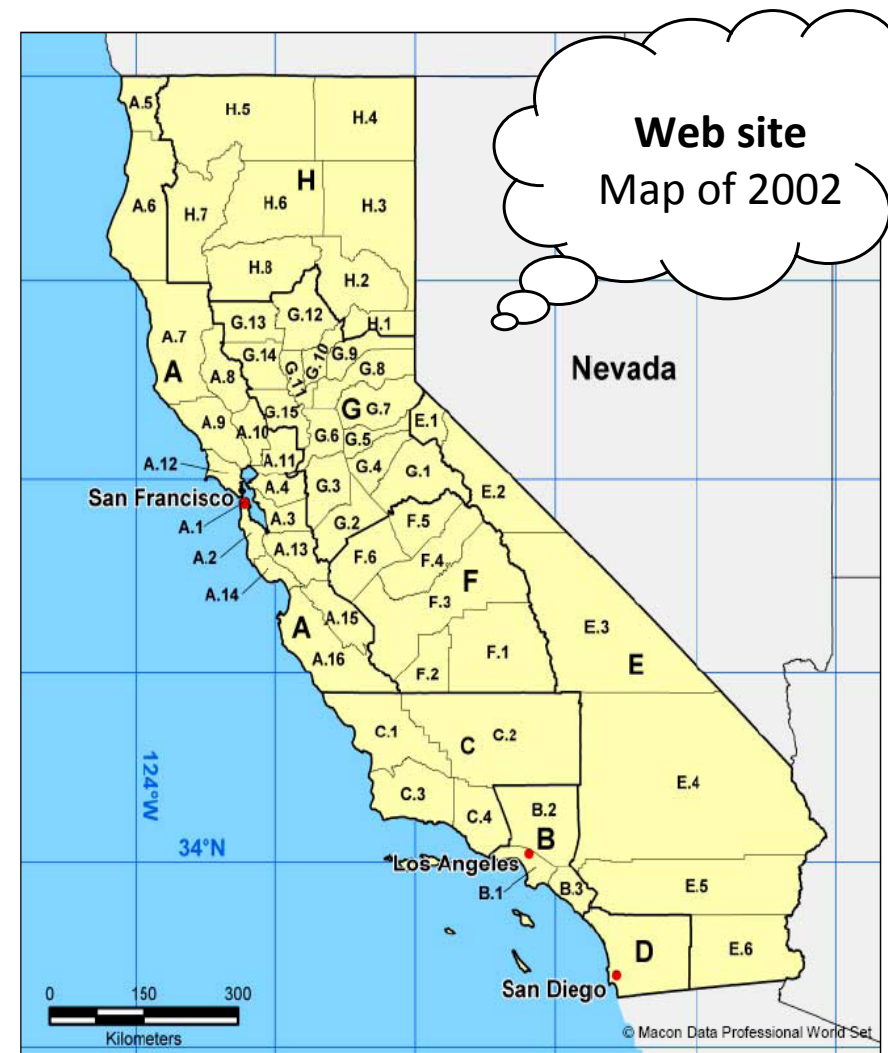 Web site
Map of 2002
A.5
H.5
H.4
H
A.6
H.7
H.6
H.3
H.8
H.2
G.12
G.13
H.1
A.7
G.14
G.11
G.10
G.9
G.8
Nevada
A
A.8
G
G.7
A.9
A.10
G.15
G.6
G.5
E.1
A.12
A.11
G.4
G.1
San Francisco
A.4
G.3
E.2
A.1
A.3
G.2
F.5
A.2
A.13
F.6
F.4
F
A.14
F.3
A.15
A
E.3
A.16
F.2
F.1
E
C.1
C
C.2
124°W
C.3
C.4
B.2
E.4
34°N
B
Los Angeles
B.1
B.3
E.5
D
E.6
San Diego
0 150 300
Kilometers
© Macon Data Professional World Set